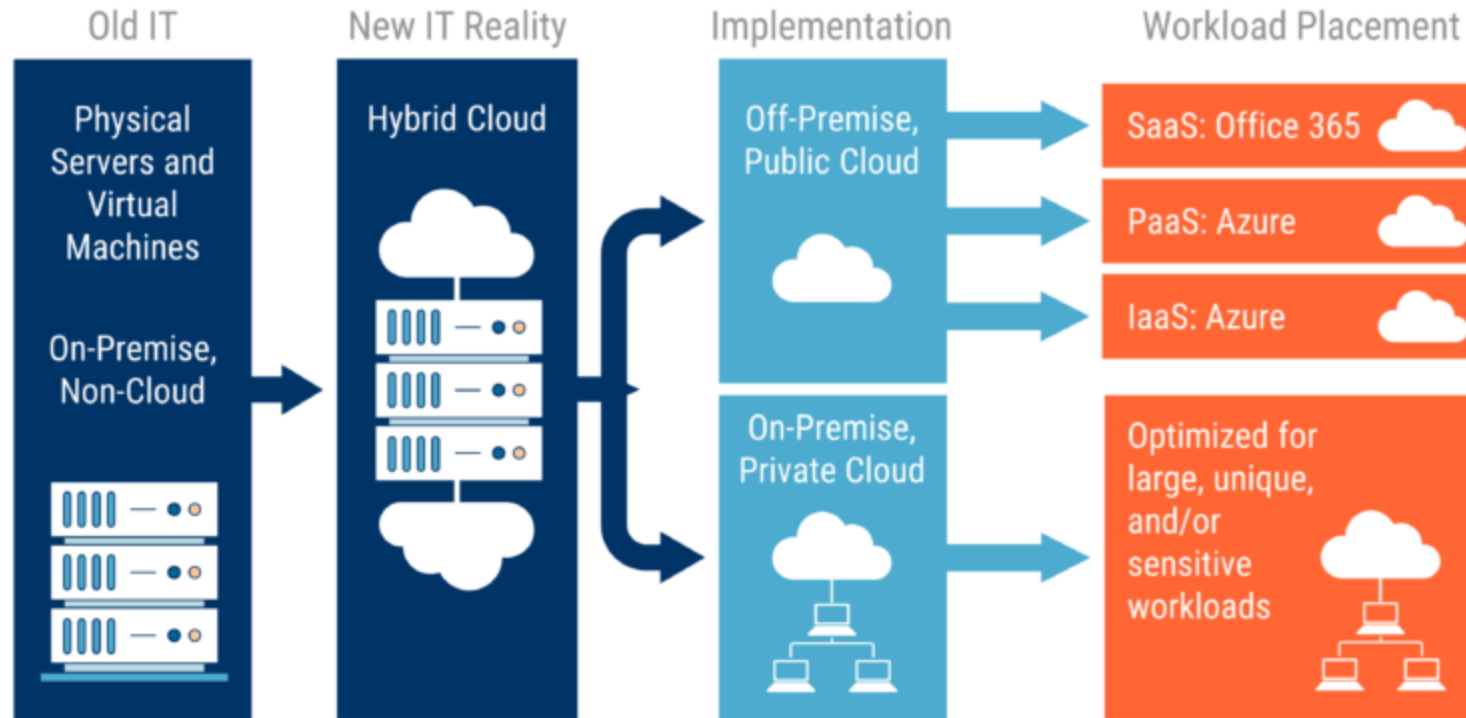 Old IT
New IT Reality
Implementation
Workload Placement
Physical
Servers and
Virtual
Machines
On-Premise,
Non-Cloud
Hybrid Cloud
Off-Premise,
Public Cloud
On-Premise,
Private Cloud
SaaS: Office 365
PaaS: Azure
IaaS: Azure
Optimized for
large, unique,
and/or
sensitive
workloads